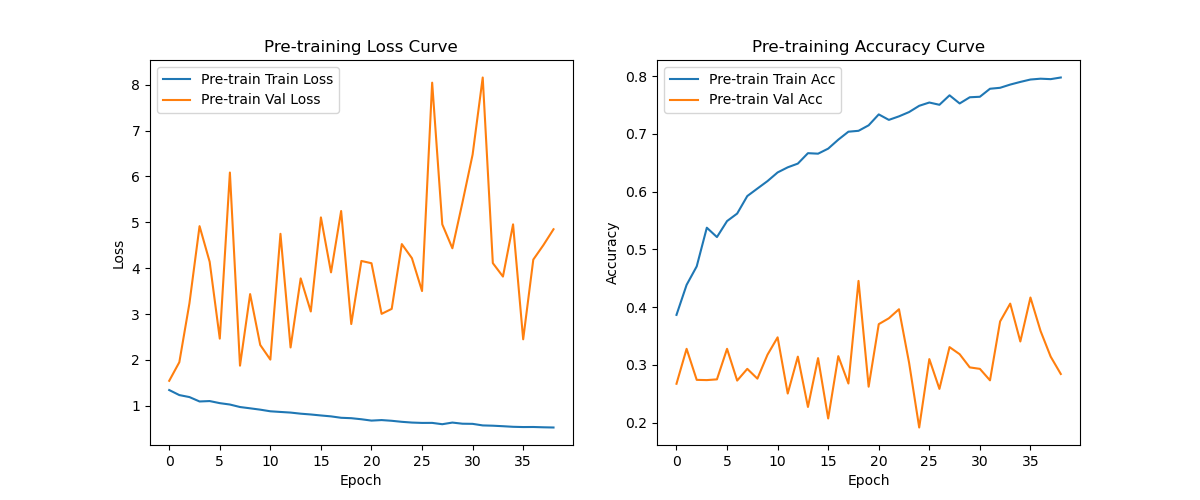 Pre-training Loss Curve
Pre-train Train Loss
Pre-train Val Loss
8
7
6
5
4
3
2
1
Loss
0 5 10 15 20 25 30 35
Epoch
Pre-training Accuracy Curve
Pre-train Train Acc
Pre-train Val Acc
0.8
0.7
0.6
0.5
0.4
0.3
0.2
Accuracy
0 5 10 15 20 25 30 35
Epoch